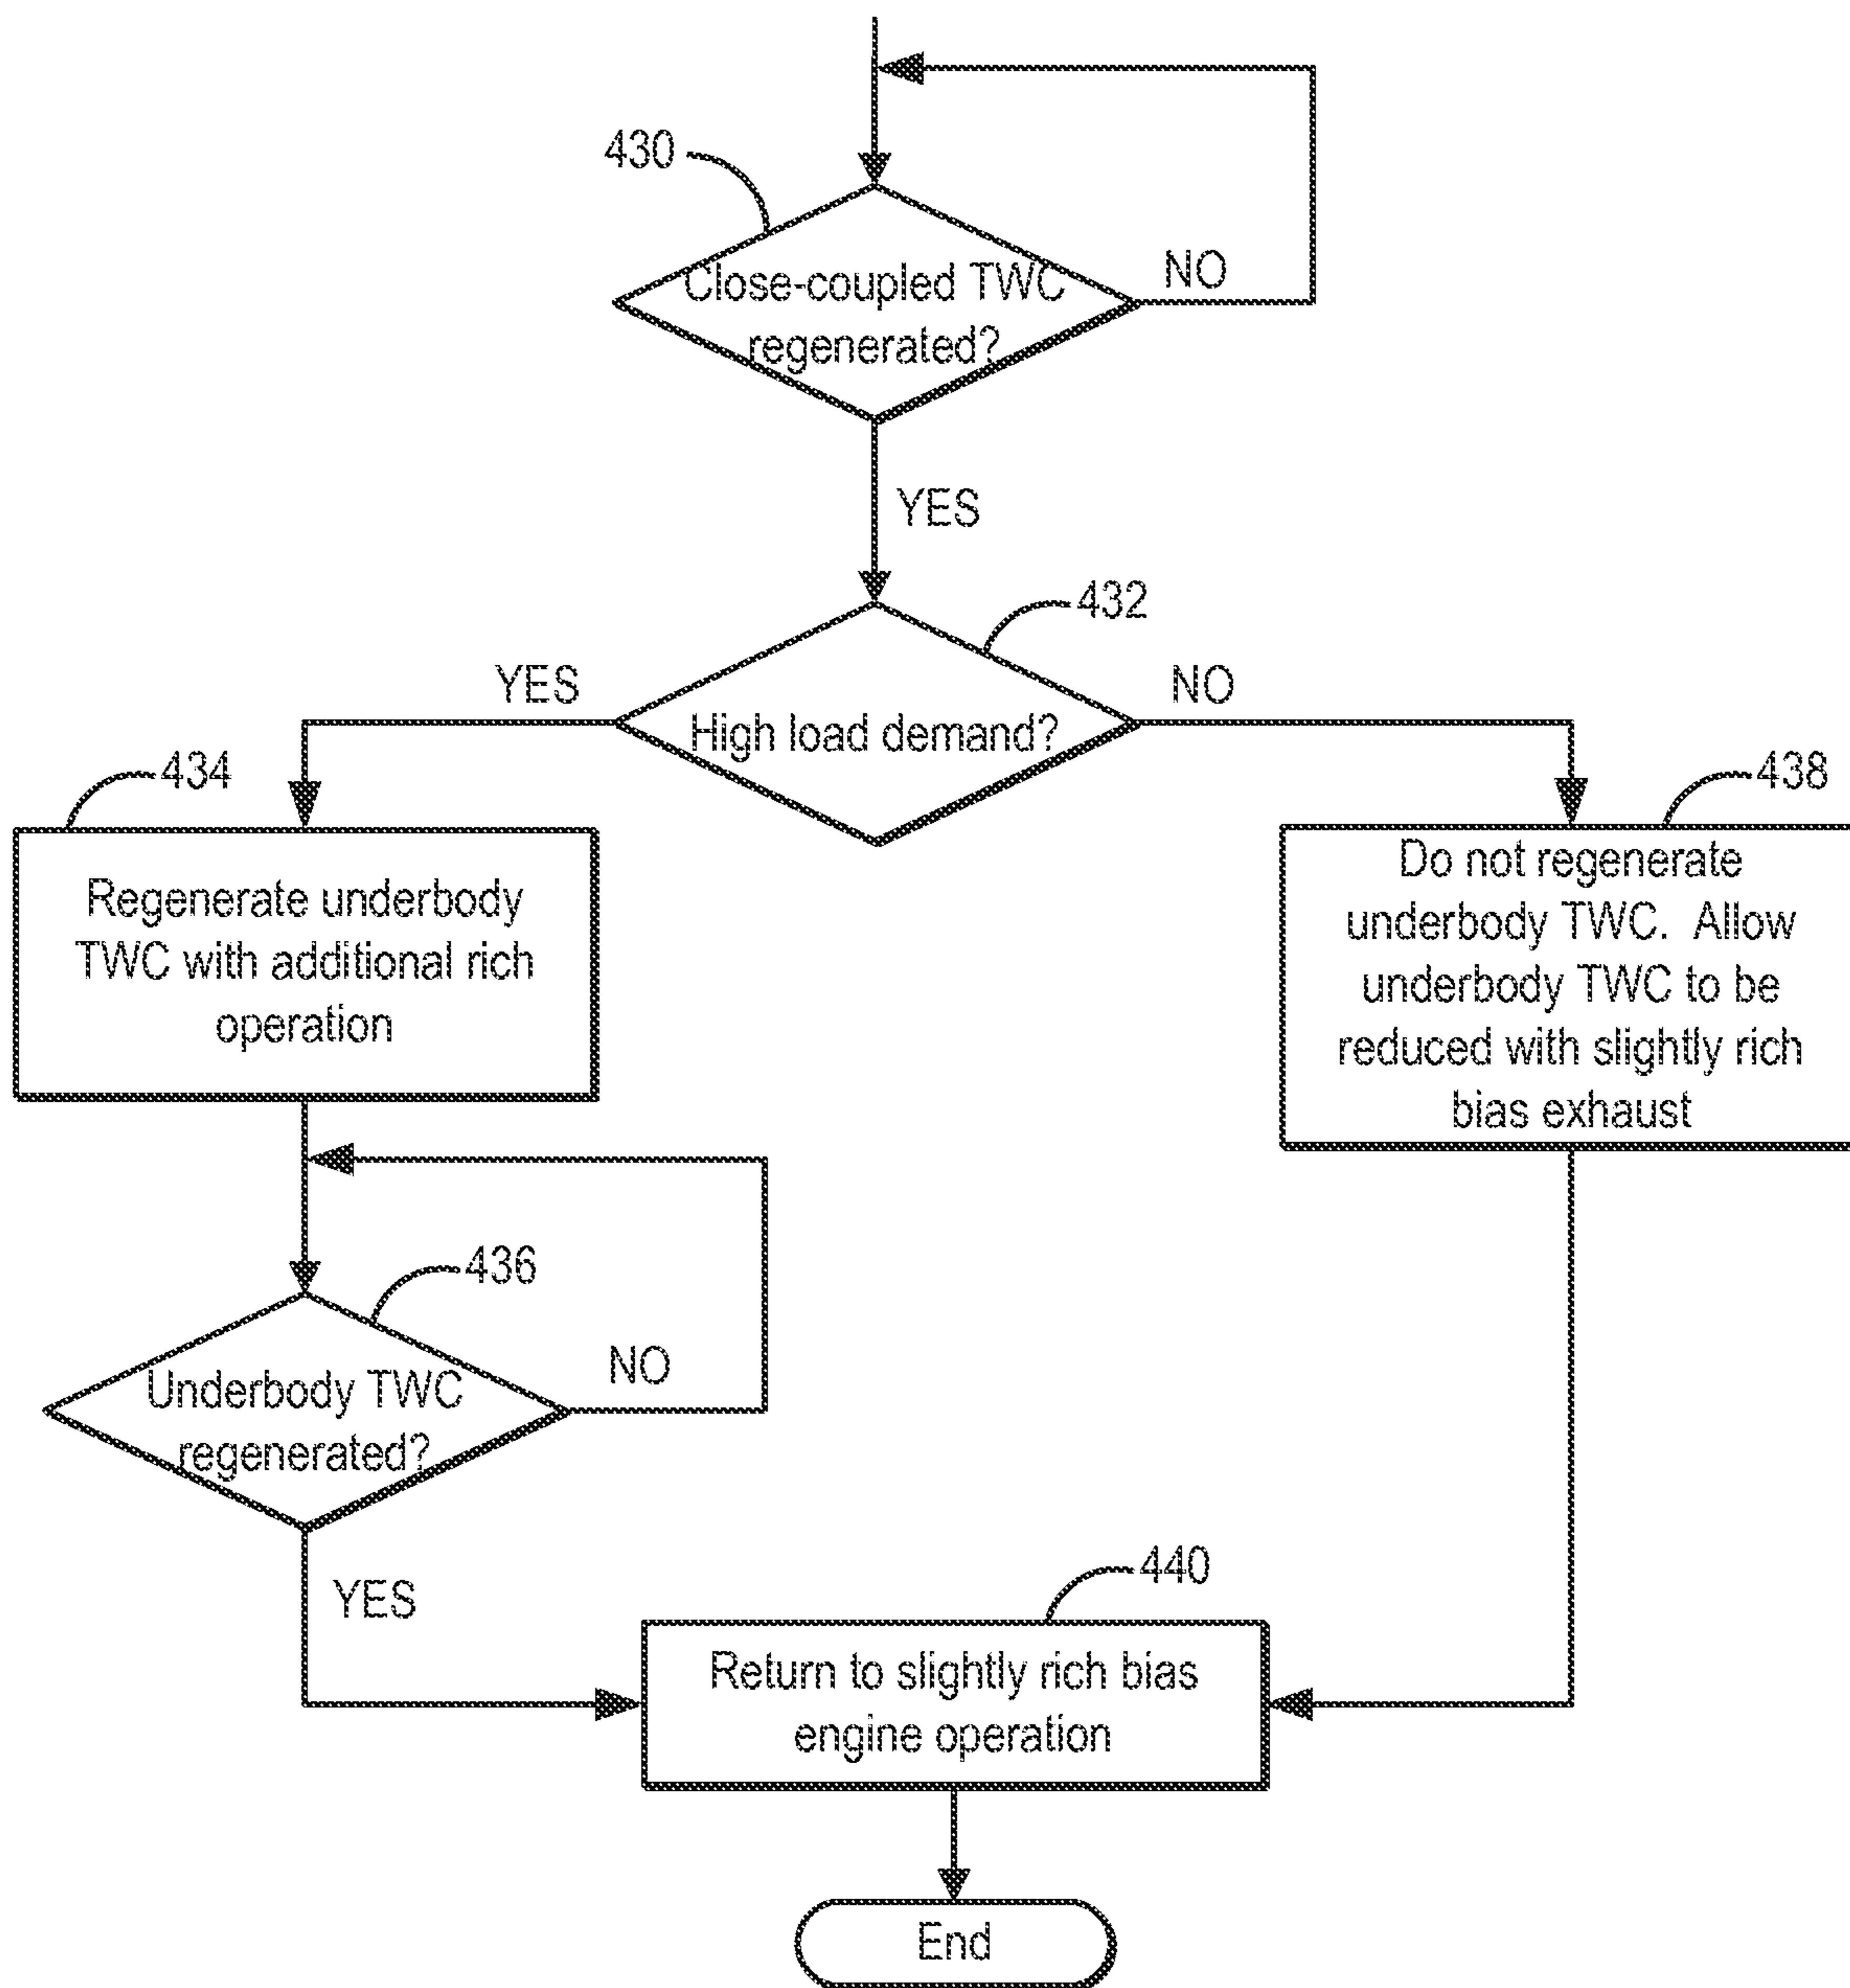 430
Close-coupled TWC
regenerated?
NO
YES
432
High load demand?
YES
NO
434
Regenerate underbody
TWC with additional rich
operation
438
Do not regenerate
underbody TWC. Allow
underbody TWC to be
reduced with slightly rich
bias exhaust
436
Underbody TWC
regenerated?
NO
YES
440
Return to slightly rich bias
engine operation
End